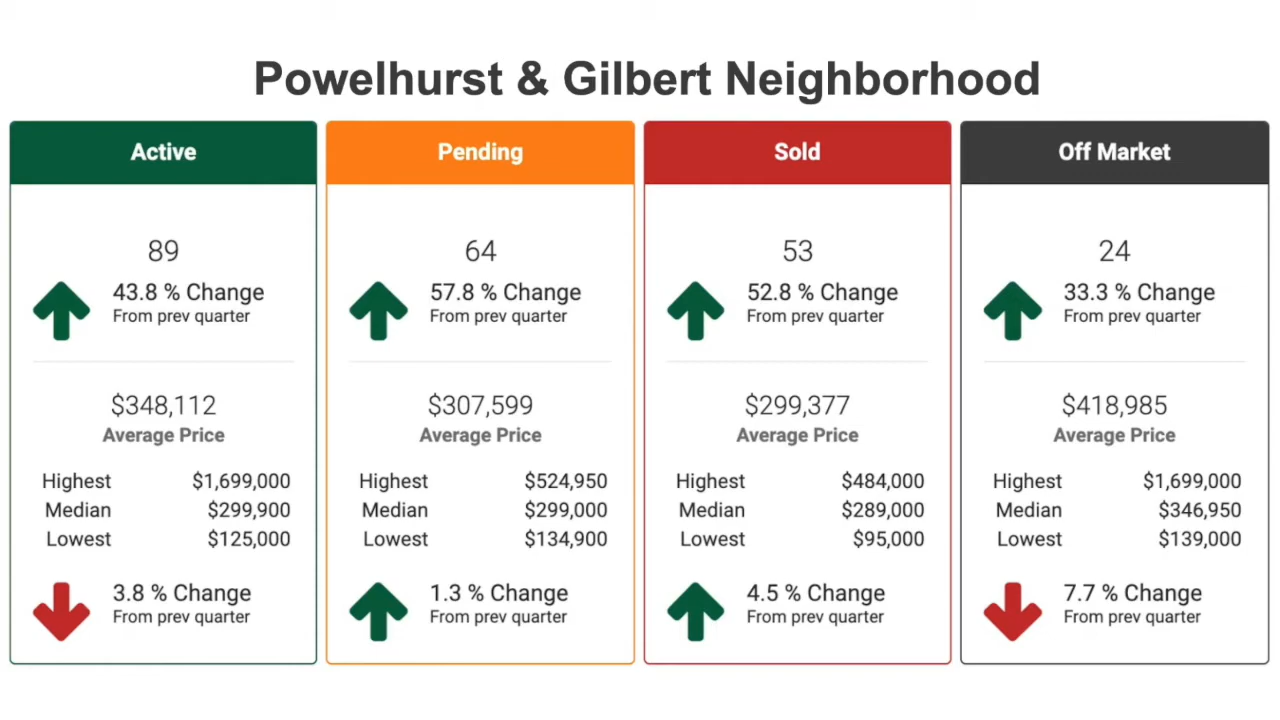 Powelhurst & Gilbert Neighborhood
Active
89
43.8 % Change
From prev quarter
$348,112
Average Price
Highest $1,699,000
Median $299,900
Lowest $125,000
3.8 % Change
From prev quarter
Pending
64
57.8 % Change
From prev quarter
$307,599
Average Price
Highest $524,950
Median $299,000
Lowest $134,900
1.3 % Change
From prev quarter
Sold
53
52.8 % Change
From prev quarter
$299,377
Average Price
Highest $484,000
Median $289,000
Lowest $95,000
4.5 % Change
From prev quarter
Off Market
24
33.3 % Change
From prev quarter
$418,985
Average Price
Highest $1,699,000
Median $346,950
Lowest $139,000
7.7 % Change
From prev quarter